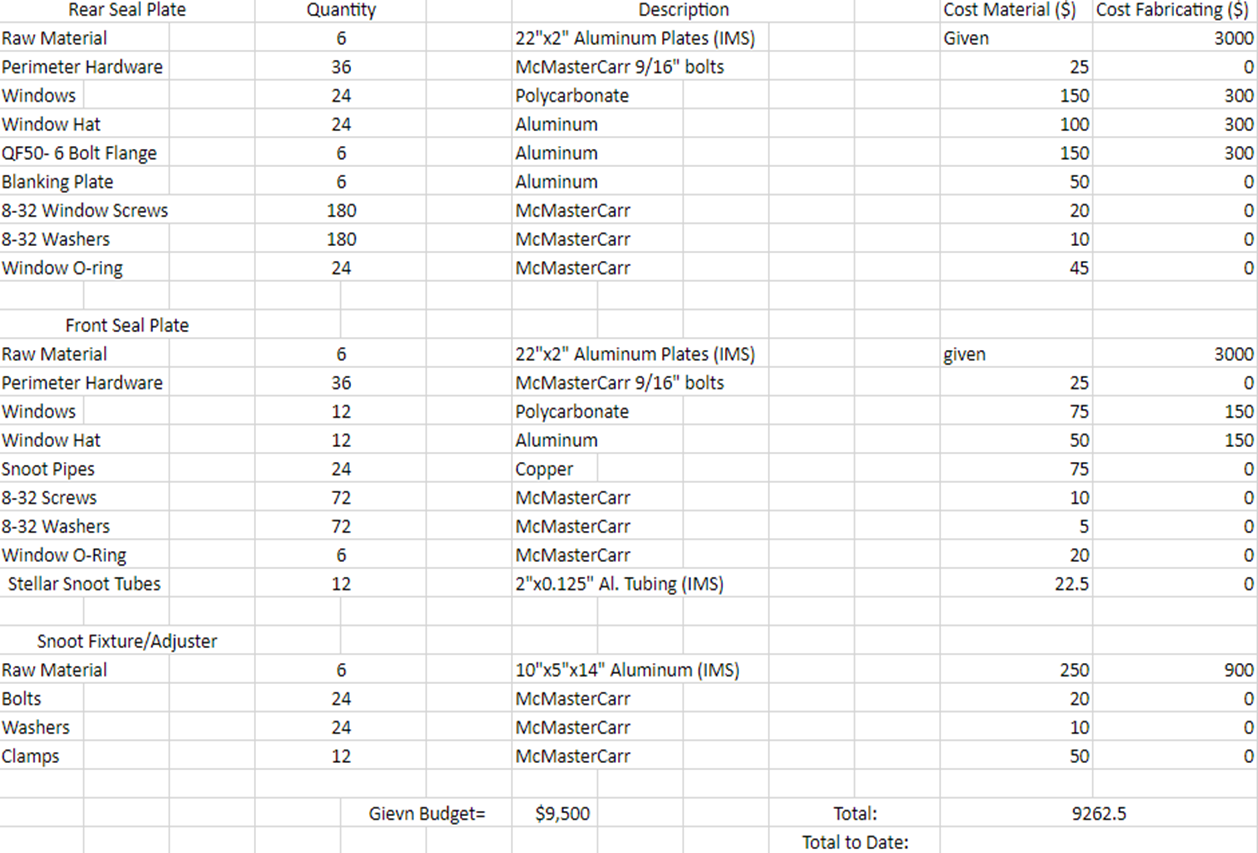 Rear Seal Plate Quantity Description Cost Material ($) Cost Fabricating ($)
Raw Material 6 22"x2" Aluminum Plates (IMS) Given 3000
Perimeter Hardware 36 McMasterCarr 9/16" bolts 25 0
Windows 24 Polycarbonate 150 300
Window Hat 24 Aluminum 100 300
QF50- 6 Bolt Flange 6 Aluminum 150 300
Blanking Plate 6 Aluminum 50 0
8-32 Window Screws 180 McMasterCarr 20 0
8-32 Washers 180 McMasterCarr 10 0
Window O-ring 24 McMasterCarr 45 0
Front Seal Plate
Raw Material 6 22"x2" Aluminum Plates (IMS) given 3000
Perimeter Hardware 36 McMasterCarr 9/16" bolts 25 0
Windows 12 Polycarbonate 75 150
Window Hat 12 Aluminum 50 150
Snoot Pipes 24 Copper 75 0
8-32 Screws 72 McMasterCarr 10 0
8-32 Washers 72 McMasterCarr 5 0
Window O-Ring 6 McMasterCarr 20 0
Stellar Snoot Tubes 12 2"x0.125" Al. Tubing (IMS) 22.5 0
Snoot Fixture/Adjuster
Raw Material 6 10"x5"x14" Aluminum (IMS) 250 900
Bolts 24 McMasterCarr 20 0
Washers 24 McMasterCarr 10 0
Clamps 12 McMasterCarr 50 0
Gievn Budget= $9,500 Total: 9262.5
Total to Date: